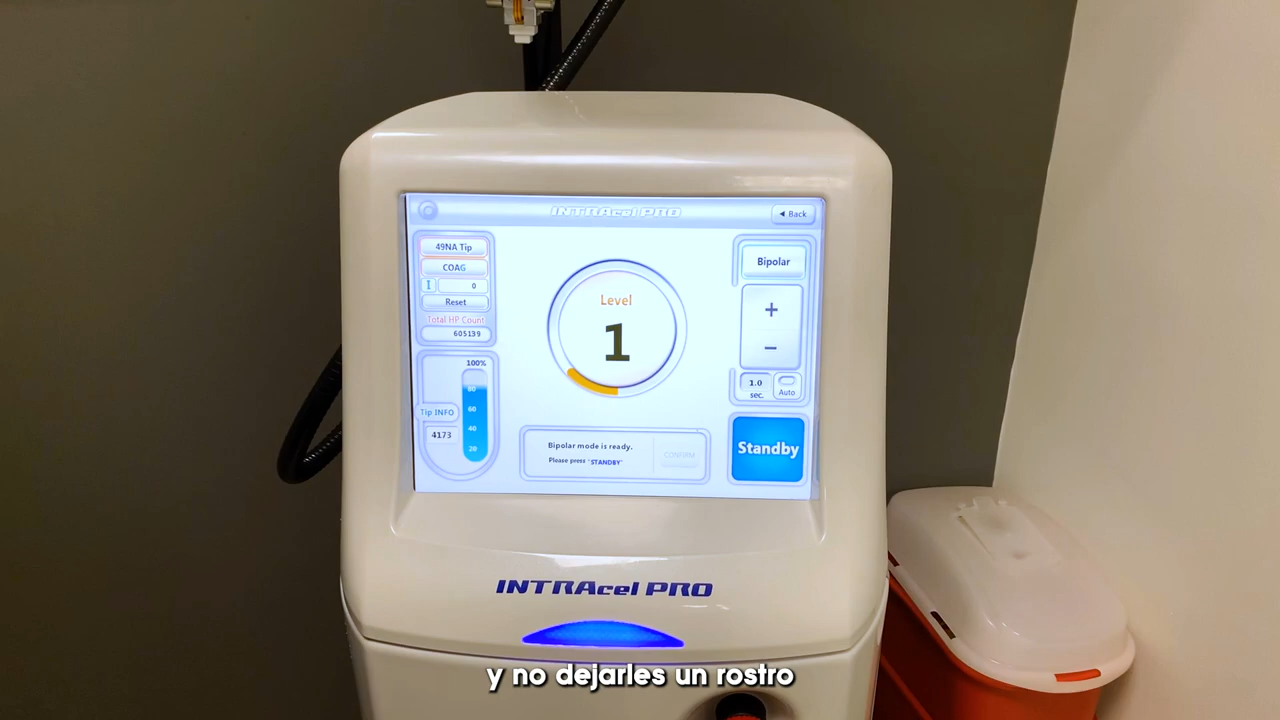 INTRAcel PRO
◄ Back
49NA Tip
COAG
I 0
Reset
Total HP Count
605139
100%
80
60
40
20
Tip INFO
4173
Level
1
Bipolar mode is ready.
Please press "STANDBY"
CONFIRM
Bipolar
+
−
1.0
sec.
Auto
Standby
INTRAcel PRO
y no dejarles un rostro